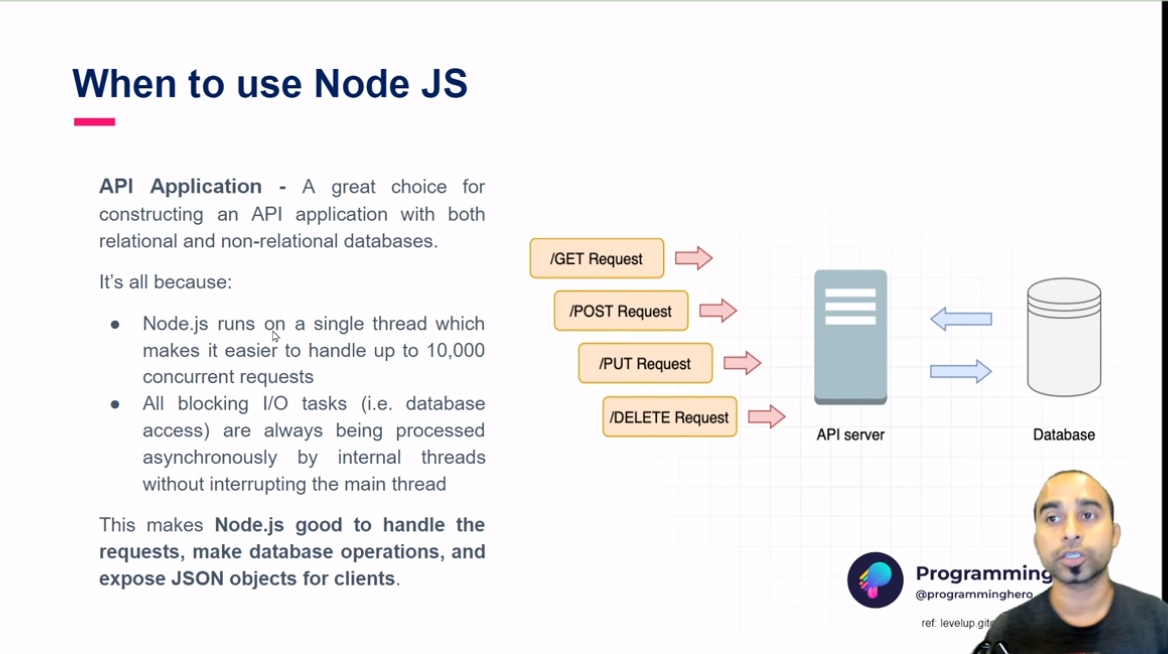 When to use Node JS
API Application - A great choice for
constructing an API application with both
relational and non-relational databases.
It's all because:
● Node.js runs on a single thread which
makes it easier to handle up to 10,000
concurrent requests
● All blocking I/O tasks (i.e. database
access) are always being processed
asynchronously by internal threads
without interrupting the main thread
This makes Node.js good to handle the
requests, make database operations, and
expose JSON objects for clients.
/GET Request
/POST Request
/PUT Request
/DELETE Request
API server
Database
Programming
@programminghero
ref: levelup.gite